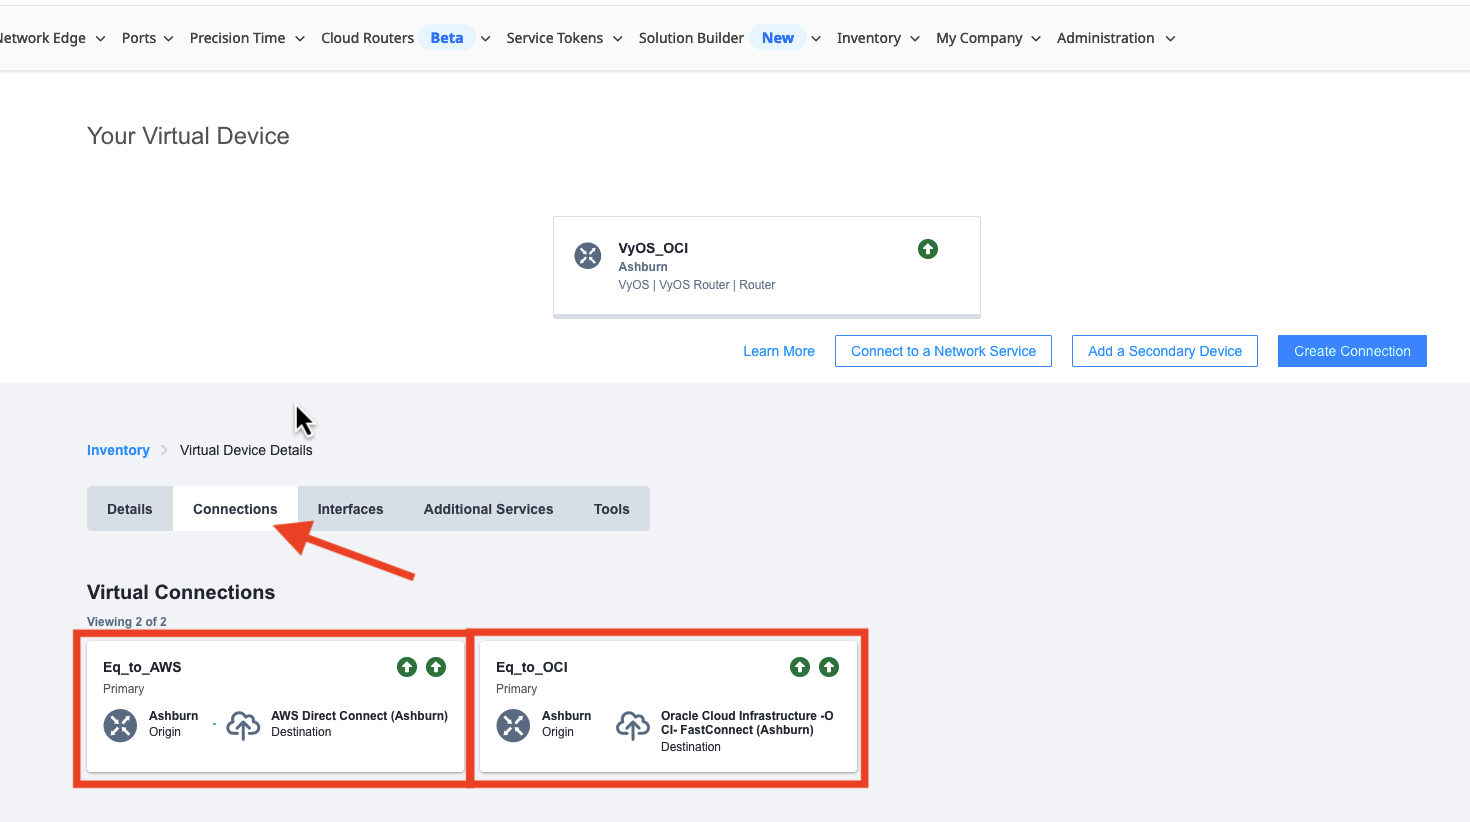 Network Edge Ports Precision Time Cloud Routers Beta Service Tokens Solution Builder New Inventory My Company Administration
Your Virtual Device
VyOS_OCI
Ashburn
VyOS | VyOS Router | Router
Learn More Connect to a Network Service Add a Secondary Device Create Connection
Inventory Virtual Device Details
Details Connections Interfaces Additional Services Tools
Virtual Connections
Viewing 2 of 2
Eq_to_AWS
Primary
Ashburn
Origin
-
AWS Direct Connect (Ashburn)
Destination
Eq_to_OCI
Primary
Ashburn
Origin
Oracle Cloud Infrastructure -O
CI- FastConnect (Ashburn)
Destination